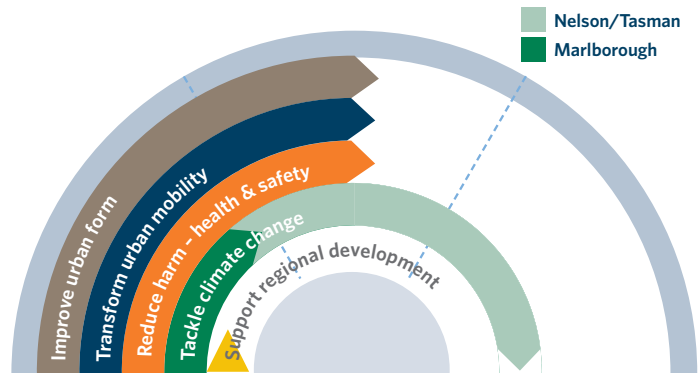 Nelson/Tasman
Marlborough
Improve urban form
Transform urban mobility
Reduce harm – health & safety
Tackle climate change
Support regional development